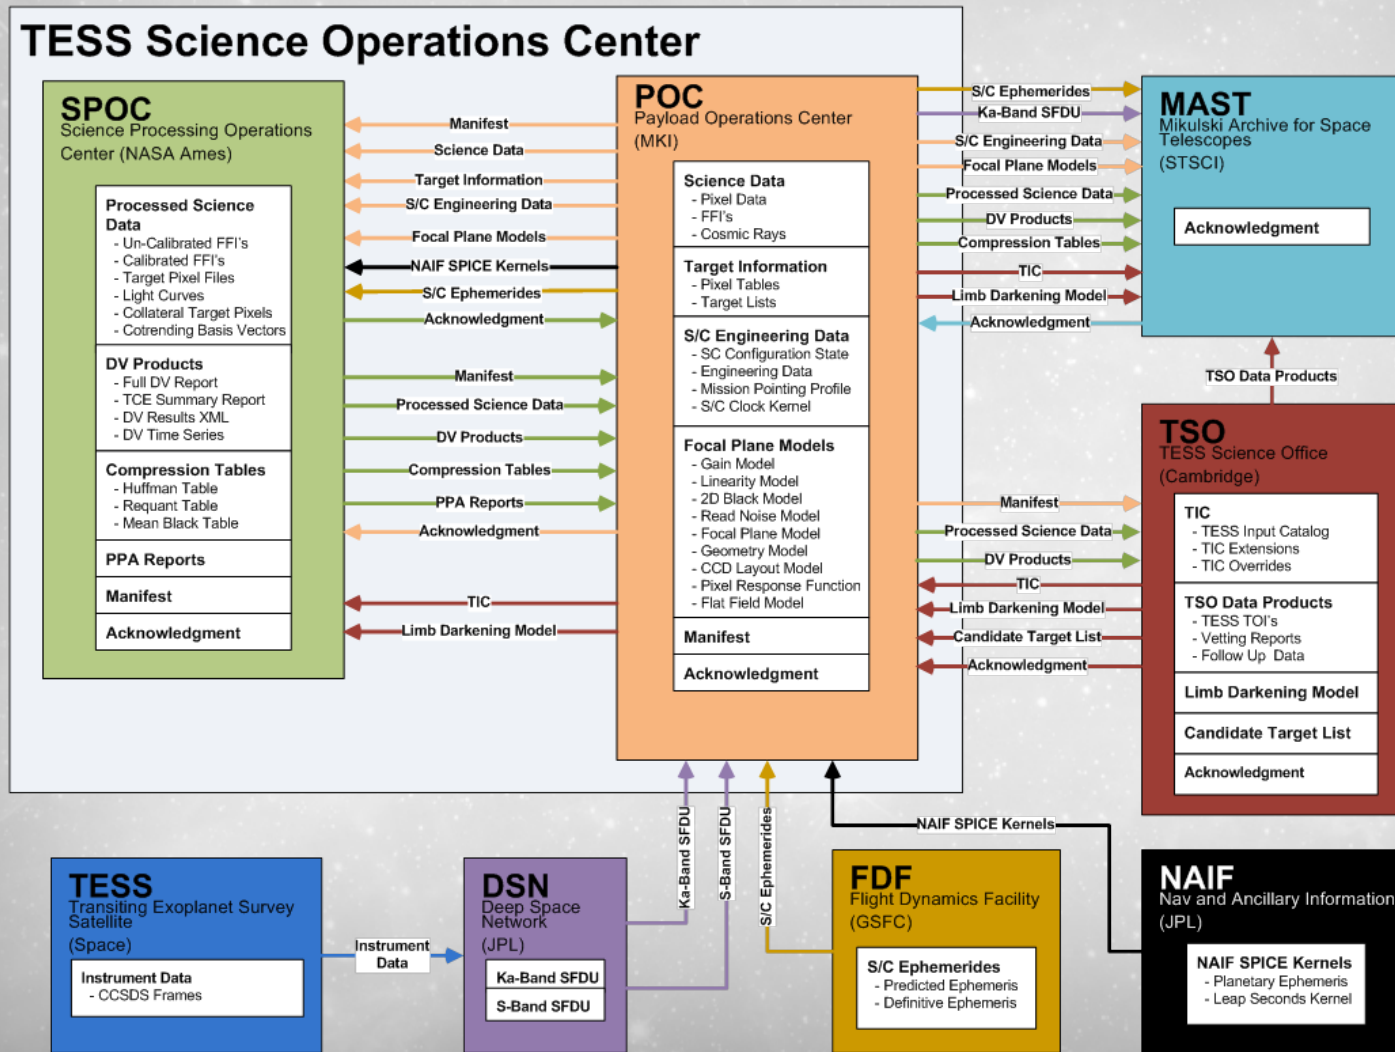 TESS Science Operations Center
SPOC
Science Processing Operations
Center (NASA Ames)
Processed Science
Data
- Un-Calibrated FFI's
- Calibrated FFI's
- Target Pixel Files
- Light Curves
- Collateral Target Pixels
- Cotrending Basis Vectors
DV Products
- Full DV Report
- TCE Summary Report
- DV Results XML
- DV Time Series
Compression Tables
- Huffman Table
- Requant Table
- Mean Black Table
PPA Reports
Manifest
Acknowledgment
Manifest
Science Data
Target Information
S/C Engineering Data
Focal Plane Models
NAIF SPICE Kernels
S/C Ephemerides
Acknowledgment
Manifest
Processed Science Data
DV Products
Compression Tables
PPA Reports
Acknowledgment
TIC
Limb Darkening Model
POC
Payload Operations Center
(MKI)
Science Data
- Pixel Data
- FFI's
- Cosmic Rays
Target Information
- Pixel Tables
- Target Lists
S/C Engineering Data
- SC Configuration State
- Engineering Data
- Mission Pointing Profile
- S/C Clock Kernel
Focal Plane Models
- Gain Model
- Linearity Model
- 2D Black Model
- Read Noise Model
- Focal Plane Model
- Geometry Model
- CCD Layout Model
- Pixel Response Function
- Flat Field Model
Manifest
Acknowledgment
S/C Ephemerides
Ka-Band SFDU
S/C Engineering Data
Focal Plane Models
Processed Science Data
DV Products
Compression Tables
TIC
Limb Darkening Model
Acknowledgment
MAST
Mikulski Archive for Space
Telescopes
(STSCI)
Acknowledgment
TSO Data Products
Manifest
Processed Science Data
DV Products
TIC
Limb Darkening Model
Candidate Target List
Acknowledgment
TSO
TESS Science Office
(Cambridge)
TIC
- TESS Input Catalog
- TIC Extensions
- TIC Overrides
TSO Data Products
- TESS TOI's
- Vetting Reports
- Follow Up Data
Limb Darkening Model
Candidate Target List
Acknowledgment
Ka-Band SFDU
S-Band SFDU
S/C Ephemerides
NAIF SPICE Kernels
TESS
Transiting Exoplanet Survey
Satellite
(Space)
Instrument Data
- CCSDS Frames
Instrument
Data
DSN
Deep Space
Network
(JPL)
Ka-Band SFDU
S-Band SFDU
FDF
Flight Dynamics Facility
(GSFC)
S/C Ephemerides
- Predicted Ephemeris
- Definitive Ephemeris
NAIF
Nav and Ancillary Information
(JPL)
NAIF SPICE Kernels
- Planetary Ephemeris
- Leap Seconds Kernel